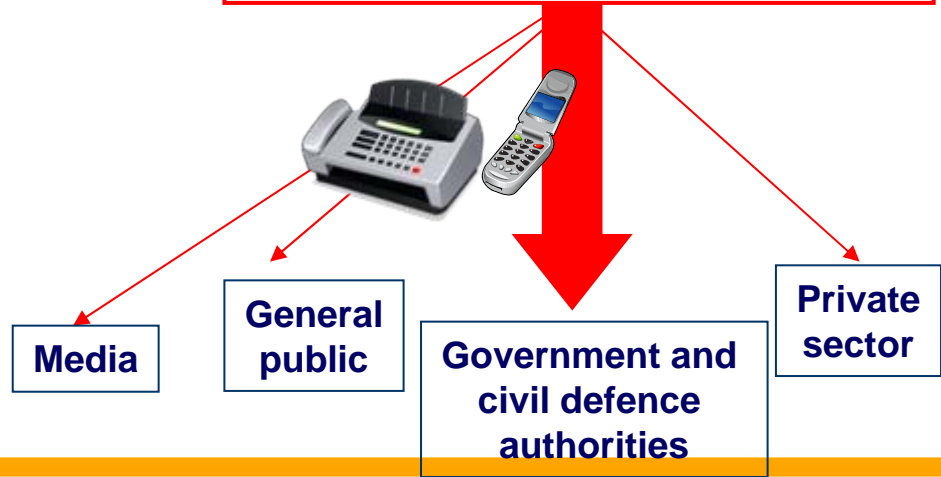 Media
General
public
Government and
civil defence
authorities
Private
sector